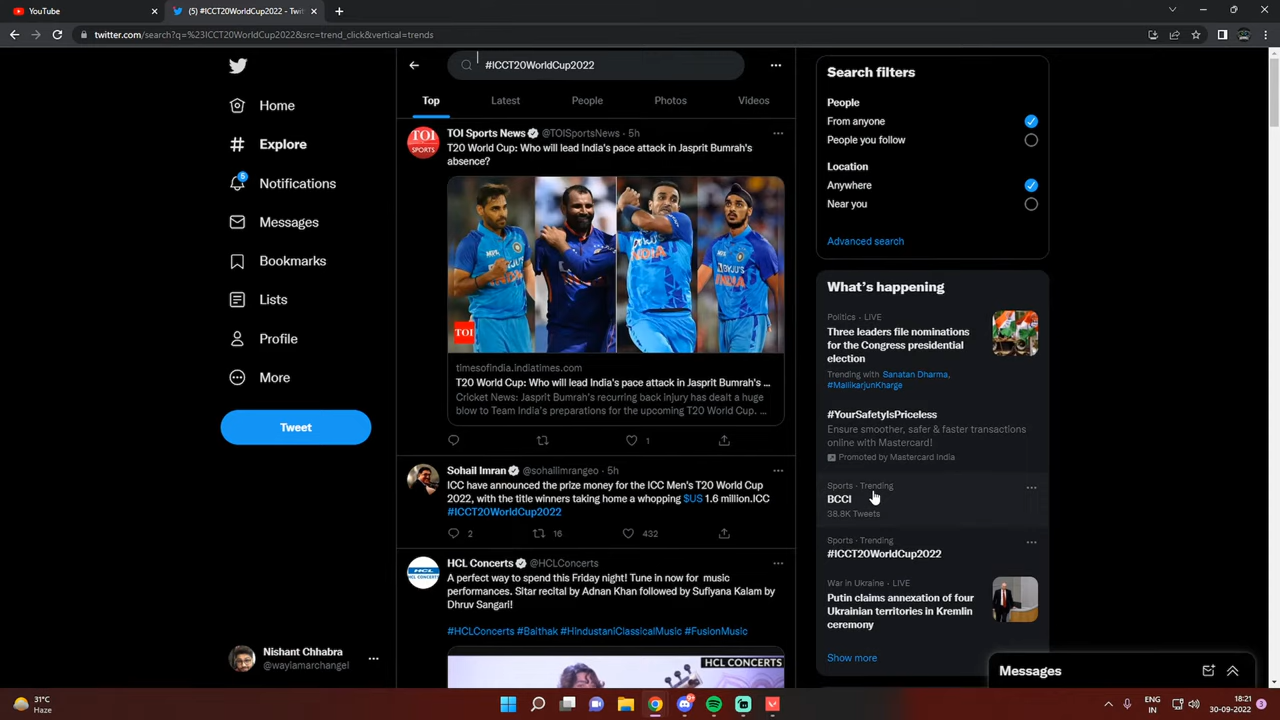 YouTube
(5) #ICCT20WorldCup2022 - Twit
twitter.com/search?q=%23ICCT20WorldCup2022&src=trend_click&vertical=trends
Home
Explore
5
Notifications
Messages
Bookmarks
Lists
Profile
More
Tweet
Nishant Chhabra
@waylamarchangel
#ICCT20WorldCup2022
Top
Latest
People
Photos
Videos
TOI SPORTS
TOI Sports News @TOISportsNews · 5h
T20 World Cup: Who will lead India's pace attack in Jasprit Bumrah's
absence?
TOI
timesofindia.indiatimes.com
T20 World Cup: Who will lead India's pace attack in Jasprit Bumrah's ...
Cricket News: Jasprit Bumrah's recurring back injury has dealt a huge
blow to Team India's preparations for the upcoming T20 World Cup. ...
1
Sohail Imran @sohailimrangeo · 5h
ICC have announced the prize money for the ICC Men's T20 World Cup
2022, with the title winners taking home a whopping $US 1.6 million.ICC
#ICCT20WorldCup2022
2
16
432
HCL CONCERTS
HCL Concerts @HCLConcerts
A perfect way to spend this Friday night! Tune in now for music
performances. Sitar recital by Adnan Khan followed by Sufiyana Kalam by
Dhruv Sangari!
#HCLConcerts #Baithak #HindustaniClassicalMusic #FusionMusic
HCL CONCERTS
Search filters
People
From anyone
People you follow
Location
Anywhere
Near you
Advanced search
What's happening
Politics · LIVE
Three leaders file nominations
for the Congress presidential
election
Trending with Sanatan Dharma,
#MallikarjunKharge
#YourSafetyIsPriceless
Ensure smoother, safer & faster transactions
online with Mastercard!
Promoted by Mastercard India
Sports · Trending
BCCI
38.8K Tweets
Sports · Trending
#ICCT20WorldCup2022
War in Ukraine · LIVE
Putin claims annexation of four
Ukrainian territories in Kremlin
ceremony
Show more
Messages
31°C
Haze
9+
ENG
IN
18:21
30-09-2022
3